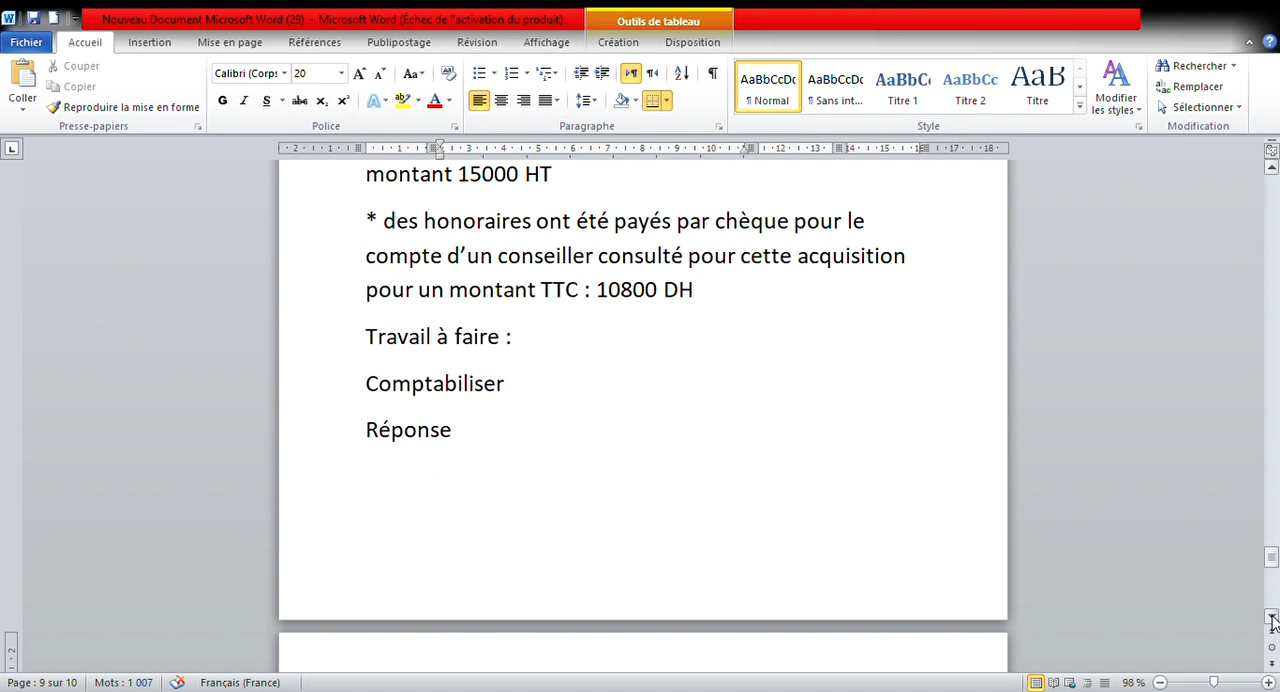 Nouveau Document Microsoft Word (29) - Microsoft Word (Échec de l'activation du produit)
Outils de tableau
Fichier Accueil Insertion Mise en page Références Publipostage Révision Affichage Création Disposition
Coller
Couper
Copier
Reproduire la mise en forme
Presse-papiers
Calibri (Corps 20
Police
Paragraphe
AaBbCcDc AaBbCcDc AaBbC AaBbCc AaB
¶ Normal ¶ Sans int... Titre 1 Titre 2 Titre
Modifier les styles
Style
Rechercher
Remplacer
Sélectionner
Modification
montant 15000 HT
* des honoraires ont été payés par chèque pour le
compte d’un conseiller consulté pour cette acquisition
pour un montant TTC : 10800 DH
Travail à faire :
Comptabiliser
Réponse
Page : 9 sur 10 Mots : 1 007 Français (France) 98 %